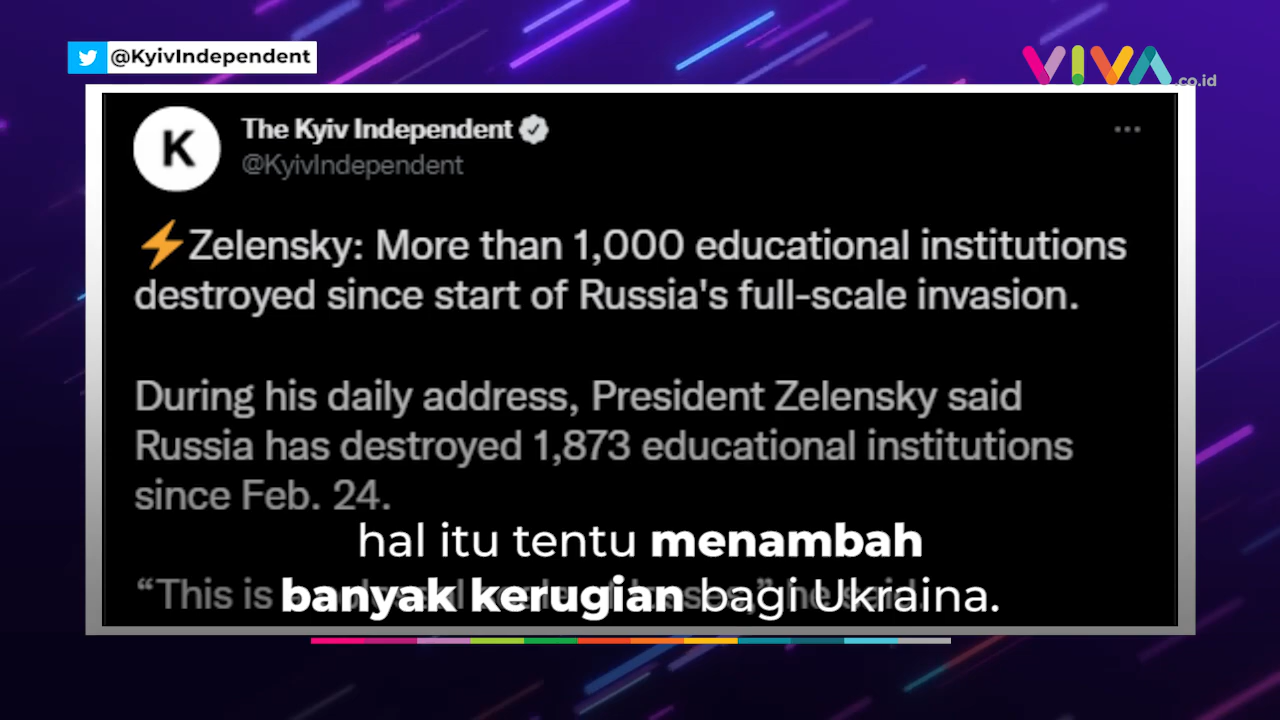 @KyivIndependent
VIVA.co.id
K
The Kyiv Independent
@KyivIndependent
⚡Zelensky: More than 1,000 educational institutions
destroyed since start of Russia's full-scale invasion.
During his daily address, President Zelensky said
Russia has destroyed 1,873 educational institutions
since Feb. 24.
hal itu tentu menambah
“This is
banyak kerugian bagi Ukraina.